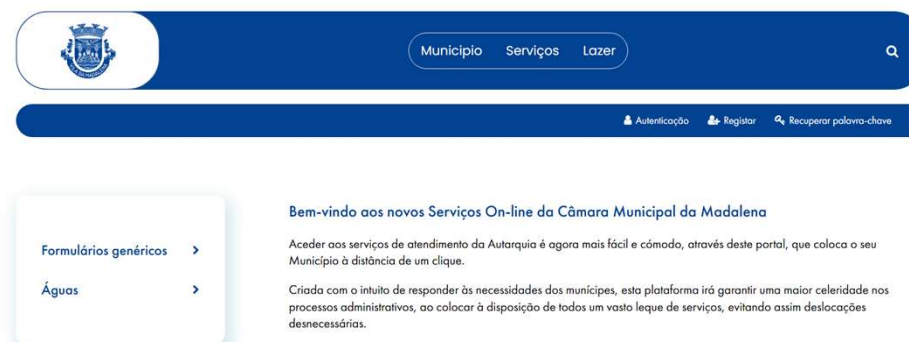 VILA DA MADALENA
Municipio Serviços Lazer
Autenticação Registar Recuperar palavra-chave
Bem-vindo aos novos Serviços On-line da Câmara Municipal da Madalena
Formulários genéricos
Águas
Aceder aos serviços de atendimento da Autarquia é agora mais fácil e cómodo, através deste portal, que coloca o seu
Município à distância de um clique.
Criada com o intuito de responder às necessidades dos munícipes, esta plataforma irá garantir uma maior celeridade nos
processos administrativos, ao colocar à disposição de todos um vasto leque de serviços, evitando assim deslocações
desnecessárias.